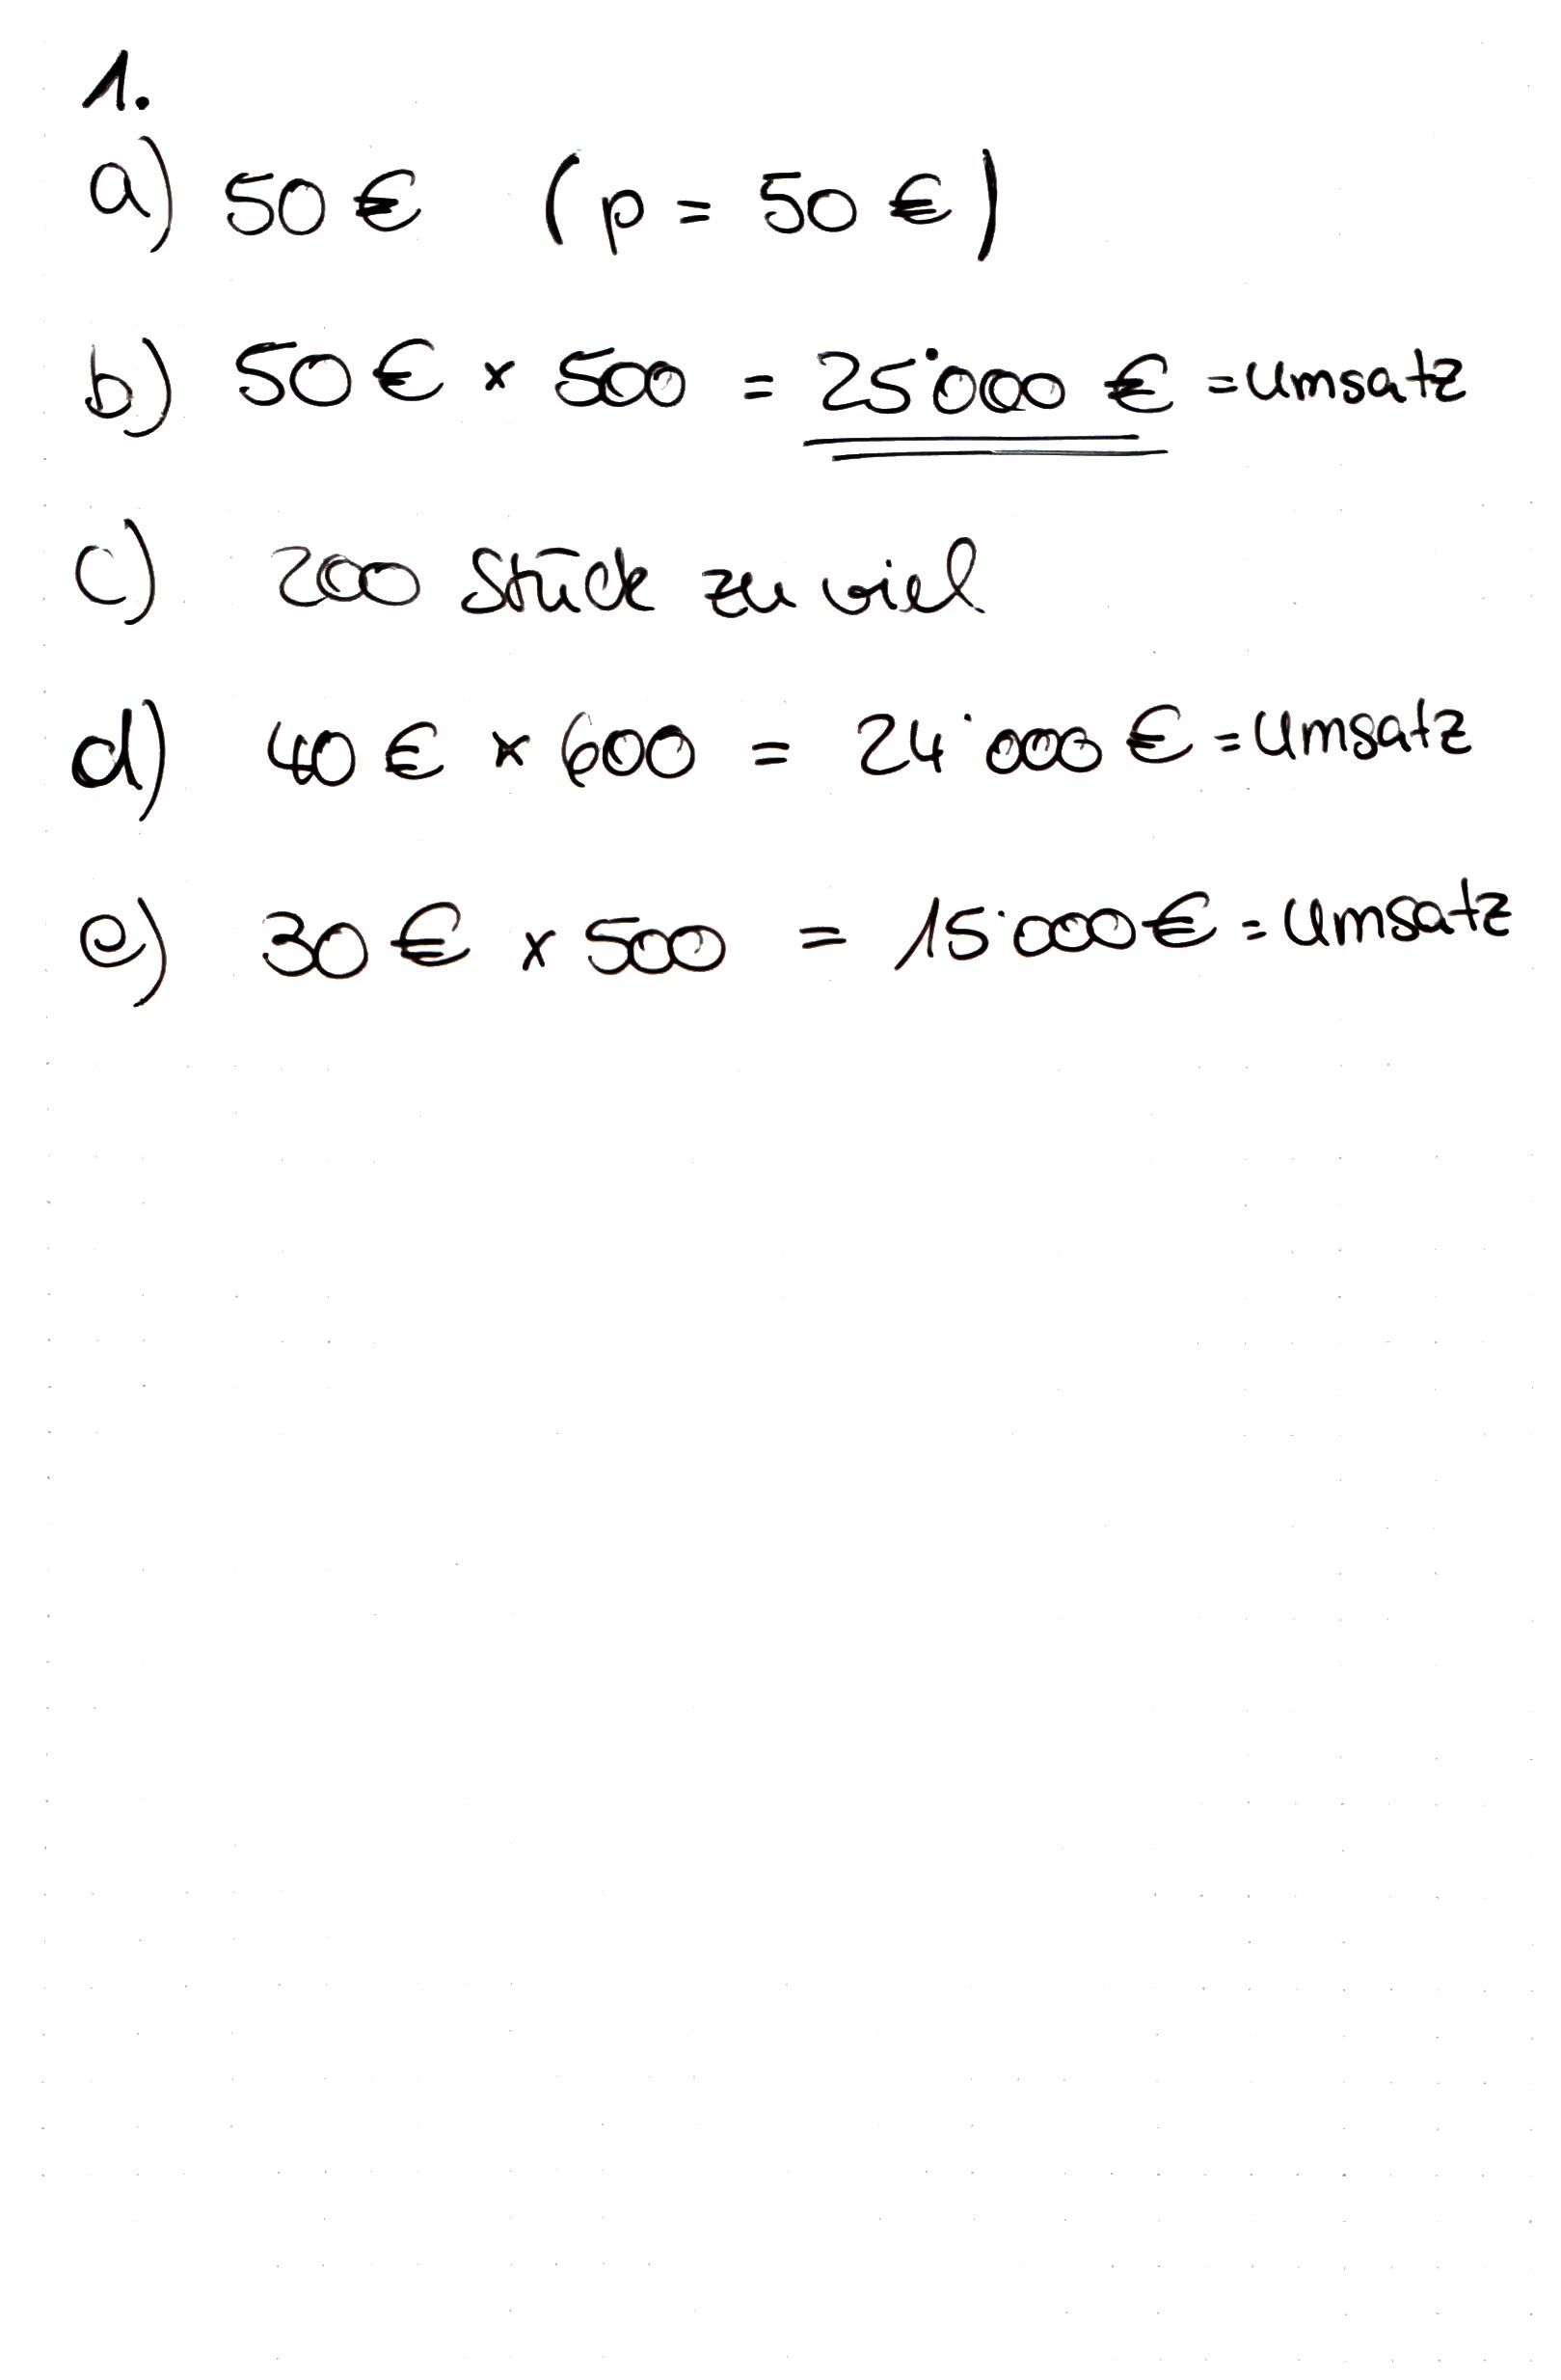 1.
a) 50 € ( p = 50 € )
b) 50 € x 500 = 25˙000 € = Umsatz
c) 200 Stück zu viel
d) 40 € x 600 = 24˙000 € = Umsatz
e) 30 € x 500 = 15˙000 € = Umsatz